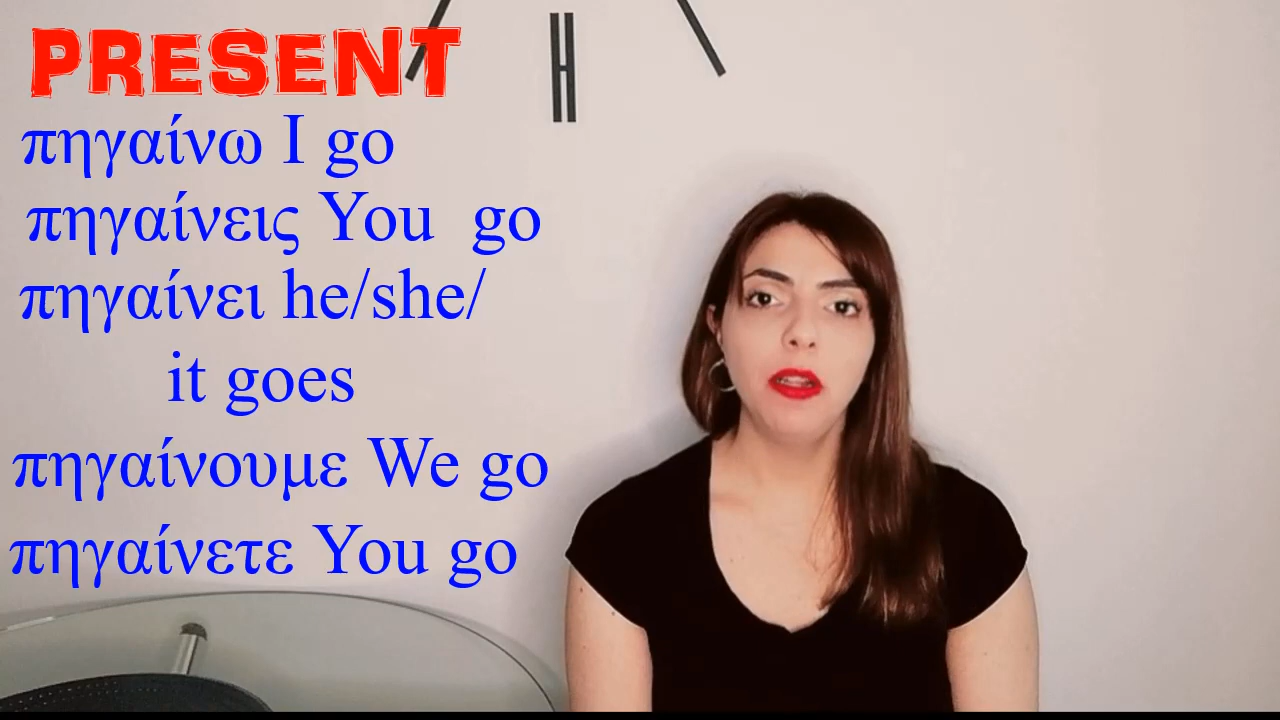 PRESENT
πηγαίνω I go
πηγαίνεις You go
πηγαίνει he/she/
it goes
πηγαίνουμε We go
πηγαίνετε You go